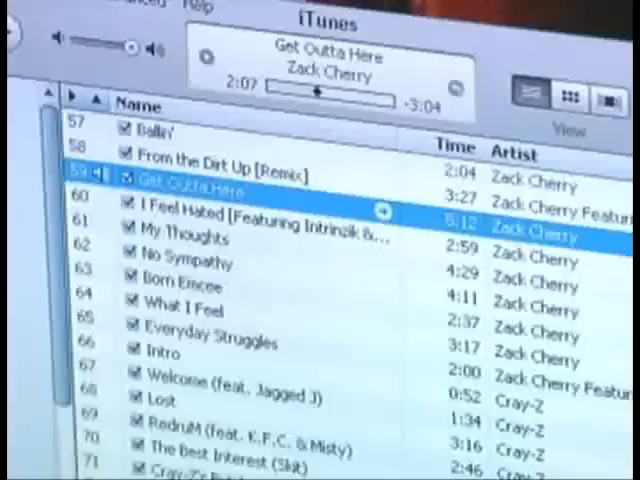 Help
iTunes
Get Outta Here
Zack Cherry
2:07 -3:04
View
Name Time Artist
57 Ballin' 2:04 Zack Cherry
58 From the Dirt Up [Remix] 3:27 Zack Cherry Featur
59 Get Outta Here 5:12 Zack Cherry
60 I Feel Hated [Featuring Intrinzik &... 2:59 Zack Cherry
61 My Thoughts 4:29 Zack Cherry
62 No Sympathy 4:11 Zack Cherry
63 Born Emcee 2:37 Zack Cherry
64 What I Feel 3:17 Zack Cherry
65 Everyday Struggles 2:00 Zack Cherry Featur
66 Intro 0:52 Cray-Z
67 Welcome (feat. Jagged J) 1:34 Cray-Z
68 Lost 3:16 Cray-Z
69 RedruM (feat. K.F.C. & Misty) 2:46 Cray-Z
70 The Best Interest (Skit)
71 Cray-Z's